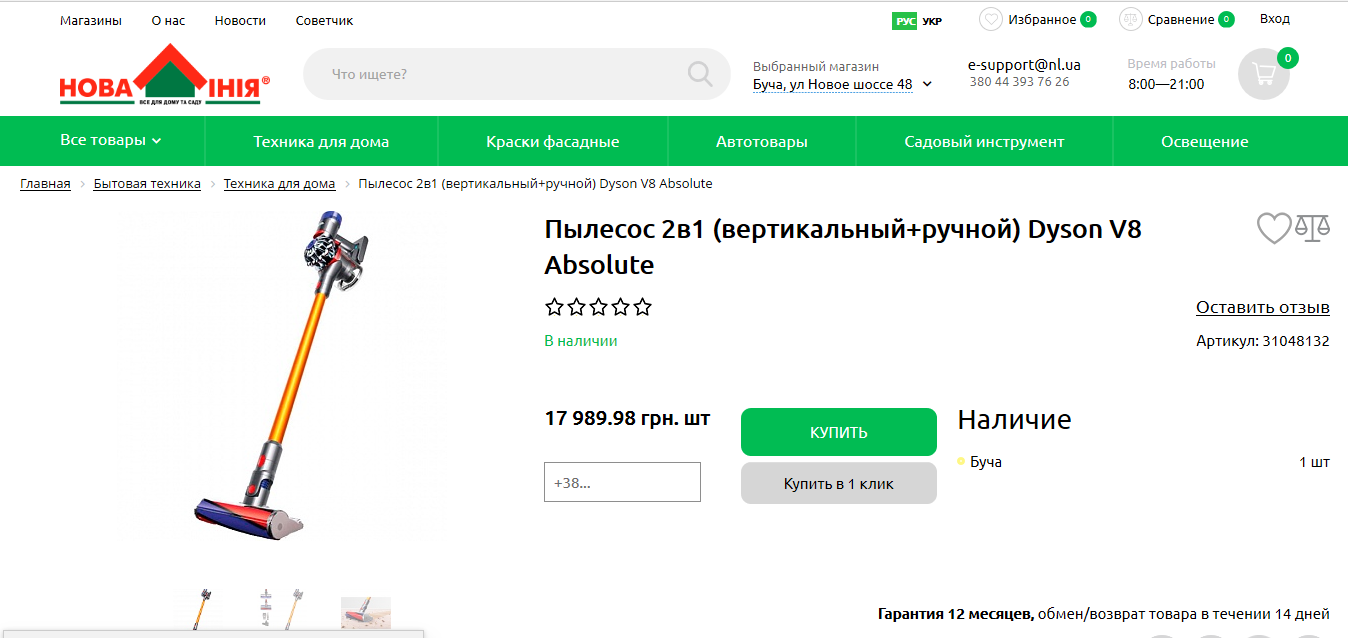 Магазины О нас Новости Советчик РУС УКР Избранное 0 Сравнение 0 Вход
НОВА ІНІЯ®
ВСЕ ДЛЯ ДОМУ ТА САДУ
Что ищете?
Выбранный магазин
Буча, ул Новое шоссе 48
e-support@nl.ua
380 44 393 76 26
Время работы
8:00—21:00
0
Все товары Техника для дома Краски фасадные Автотовары Садовый инструмент Освещение
Главная Бытовая техника Техника для дома Пылесос 2в1 (вертикальный+ручной) Dyson V8 Absolute
Пылесос 2в1 (вертикальный+ручной) Dyson V8
Absolute
Оставить отзыв
В наличии
Артикул: 31048132
17 989.98 грн. шт
КУПИТЬ
Наличие
+38...
Купить в 1 клик
Буча 1 шт
Гарантия 12 месяцев, обмен/возврат товара в течении 14 дней